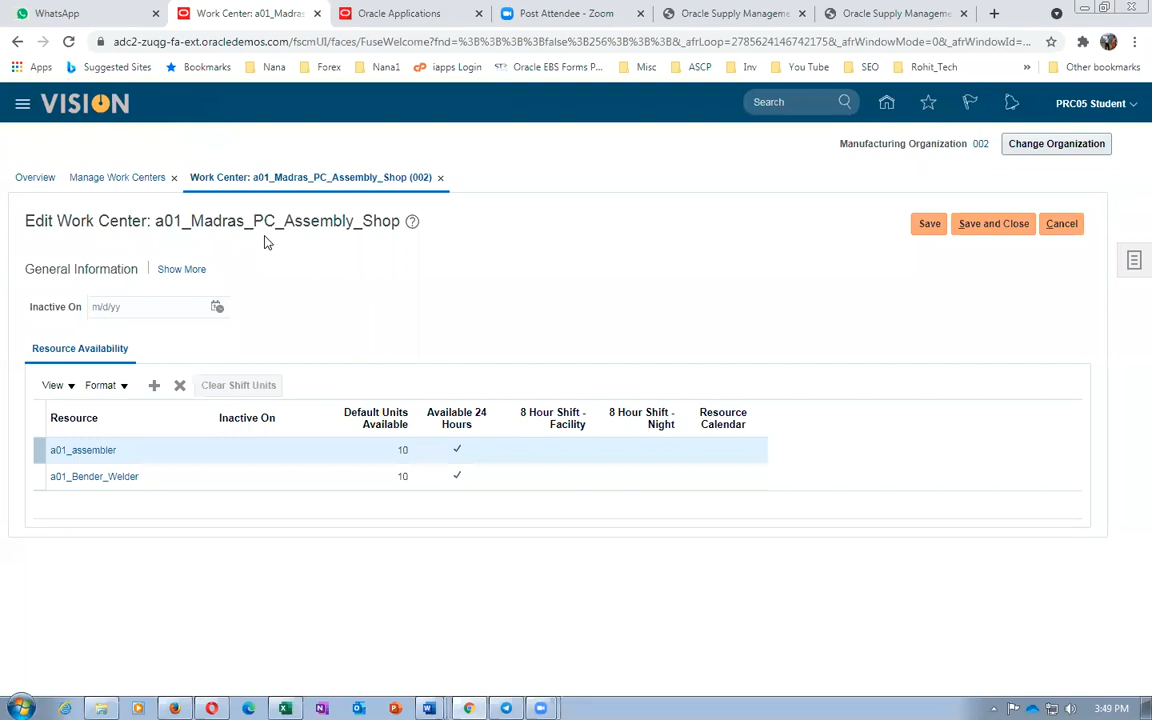 WhatsApp
Work Center: a01_Madras
Oracle Applications
Post Attendee - Zoom
Oracle Supply Manageme
Oracle Supply Manageme
adc2-zuqg-fa-ext.oracledemos.com/fscmUI/faces/FuseWelcome?fnd=%3B%3B%3B%3Bfalse%3B256%3B%3B%3B&_afrLoop=2785624146742175&_afrWindowMode=0&_afrWindowId=...
Apps
Suggested Sites
Bookmarks
Nana
Forex
Nana1
iapps Login
Oracle EBS Forms P...
Misc
ASCP
Inv
You Tube
SEO
Rohit_Tech
»
Other bookmarks
VISION
Search
PRC05 Student
Manufacturing Organization 002
Change Organization
Overview
Manage Work Centers
Work Center: a01_Madras_PC_Assembly_Shop (002)
Edit Work Center: a01_Madras_PC_Assembly_Shop
Save
Save and Close
Cancel
General Information
Show More
Inactive On
m/d/yy
Resource Availability
View
Format
Clear Shift Units
Resource
Inactive On
Default Units Available
Available 24 Hours
8 Hour Shift - Facility
8 Hour Shift - Night
Resource Calendar
a01_assembler 10
a01_Bender_Welder 10
3:49 PM